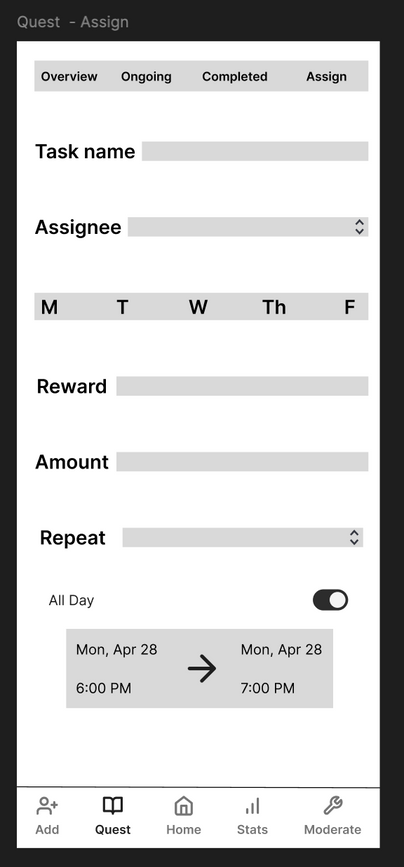 Quest - Assign
Overview Ongoing Completed Assign
Task name
Assignee
M T W Th F
Reward
Amount
Repeat
All Day
Mon, Apr 28 Mon, Apr 28
6:00 PM 7:00 PM
Add Quest Home Stats Moderate